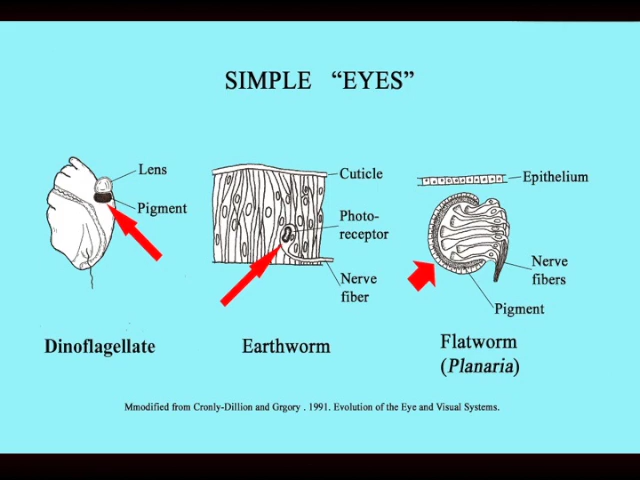 SIMPLE “EYES”
Lens
Pigment
Dinoflagellate
Cuticle
Photo-
receptor
Nerve
fiber
Earthworm
Epithelium
Nerve
fibers
Pigment
Flatworm
(Planaria)
Mmodified from Cronly-Dillion and Grgory . 1991. Evolution of the Eye and Visual Systems.